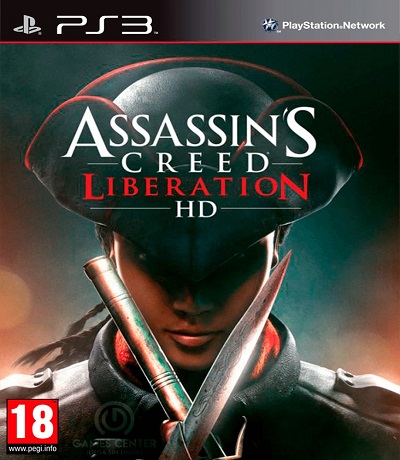 PS3
PlayStation®Network
ASSASSIN'S
CREED
LIBERATION
HD
18
www.pegi.info
GAMES CENTER